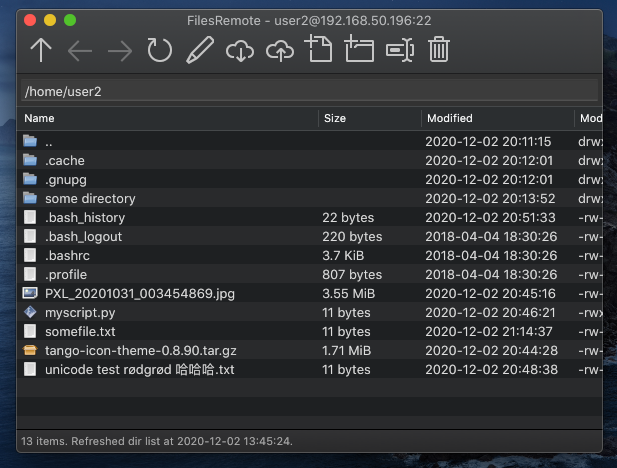 FilesRemote - user2@192.168.50.196:22
/home/user2
Name Size Modified Mod
.. 2020-12-02 20:11:15 drwx
.cache 2020-12-02 20:12:01 drwx
.gnupg 2020-12-02 20:12:01 drwx
some directory 2020-12-02 20:13:52 drwx
.bash_history 22 bytes 2020-12-02 20:51:33 -rw-
.bash_logout 220 bytes 2018-04-04 18:30:26 -rw-
.bashrc 3.7 KiB 2018-04-04 18:30:26 -rw-
.profile 807 bytes 2018-04-04 18:30:26 -rw-
PXL_20201031_003454869.jpg 3.55 MiB 2020-12-02 20:45:16 -rw-
myscript.py 11 bytes 2020-12-02 20:46:21 -rwx
somefile.txt 11 bytes 2020-12-02 21:14:37 -rw-
tango-icon-theme-0.8.90.tar.gz 1.71 MiB 2020-12-02 20:44:28 -rw-
unicode test rødgrød 哈哈哈.txt 11 bytes 2020-12-02 20:48:38 -rw-
13 items. Refreshed dir list at 2020-12-02 13:45:24.